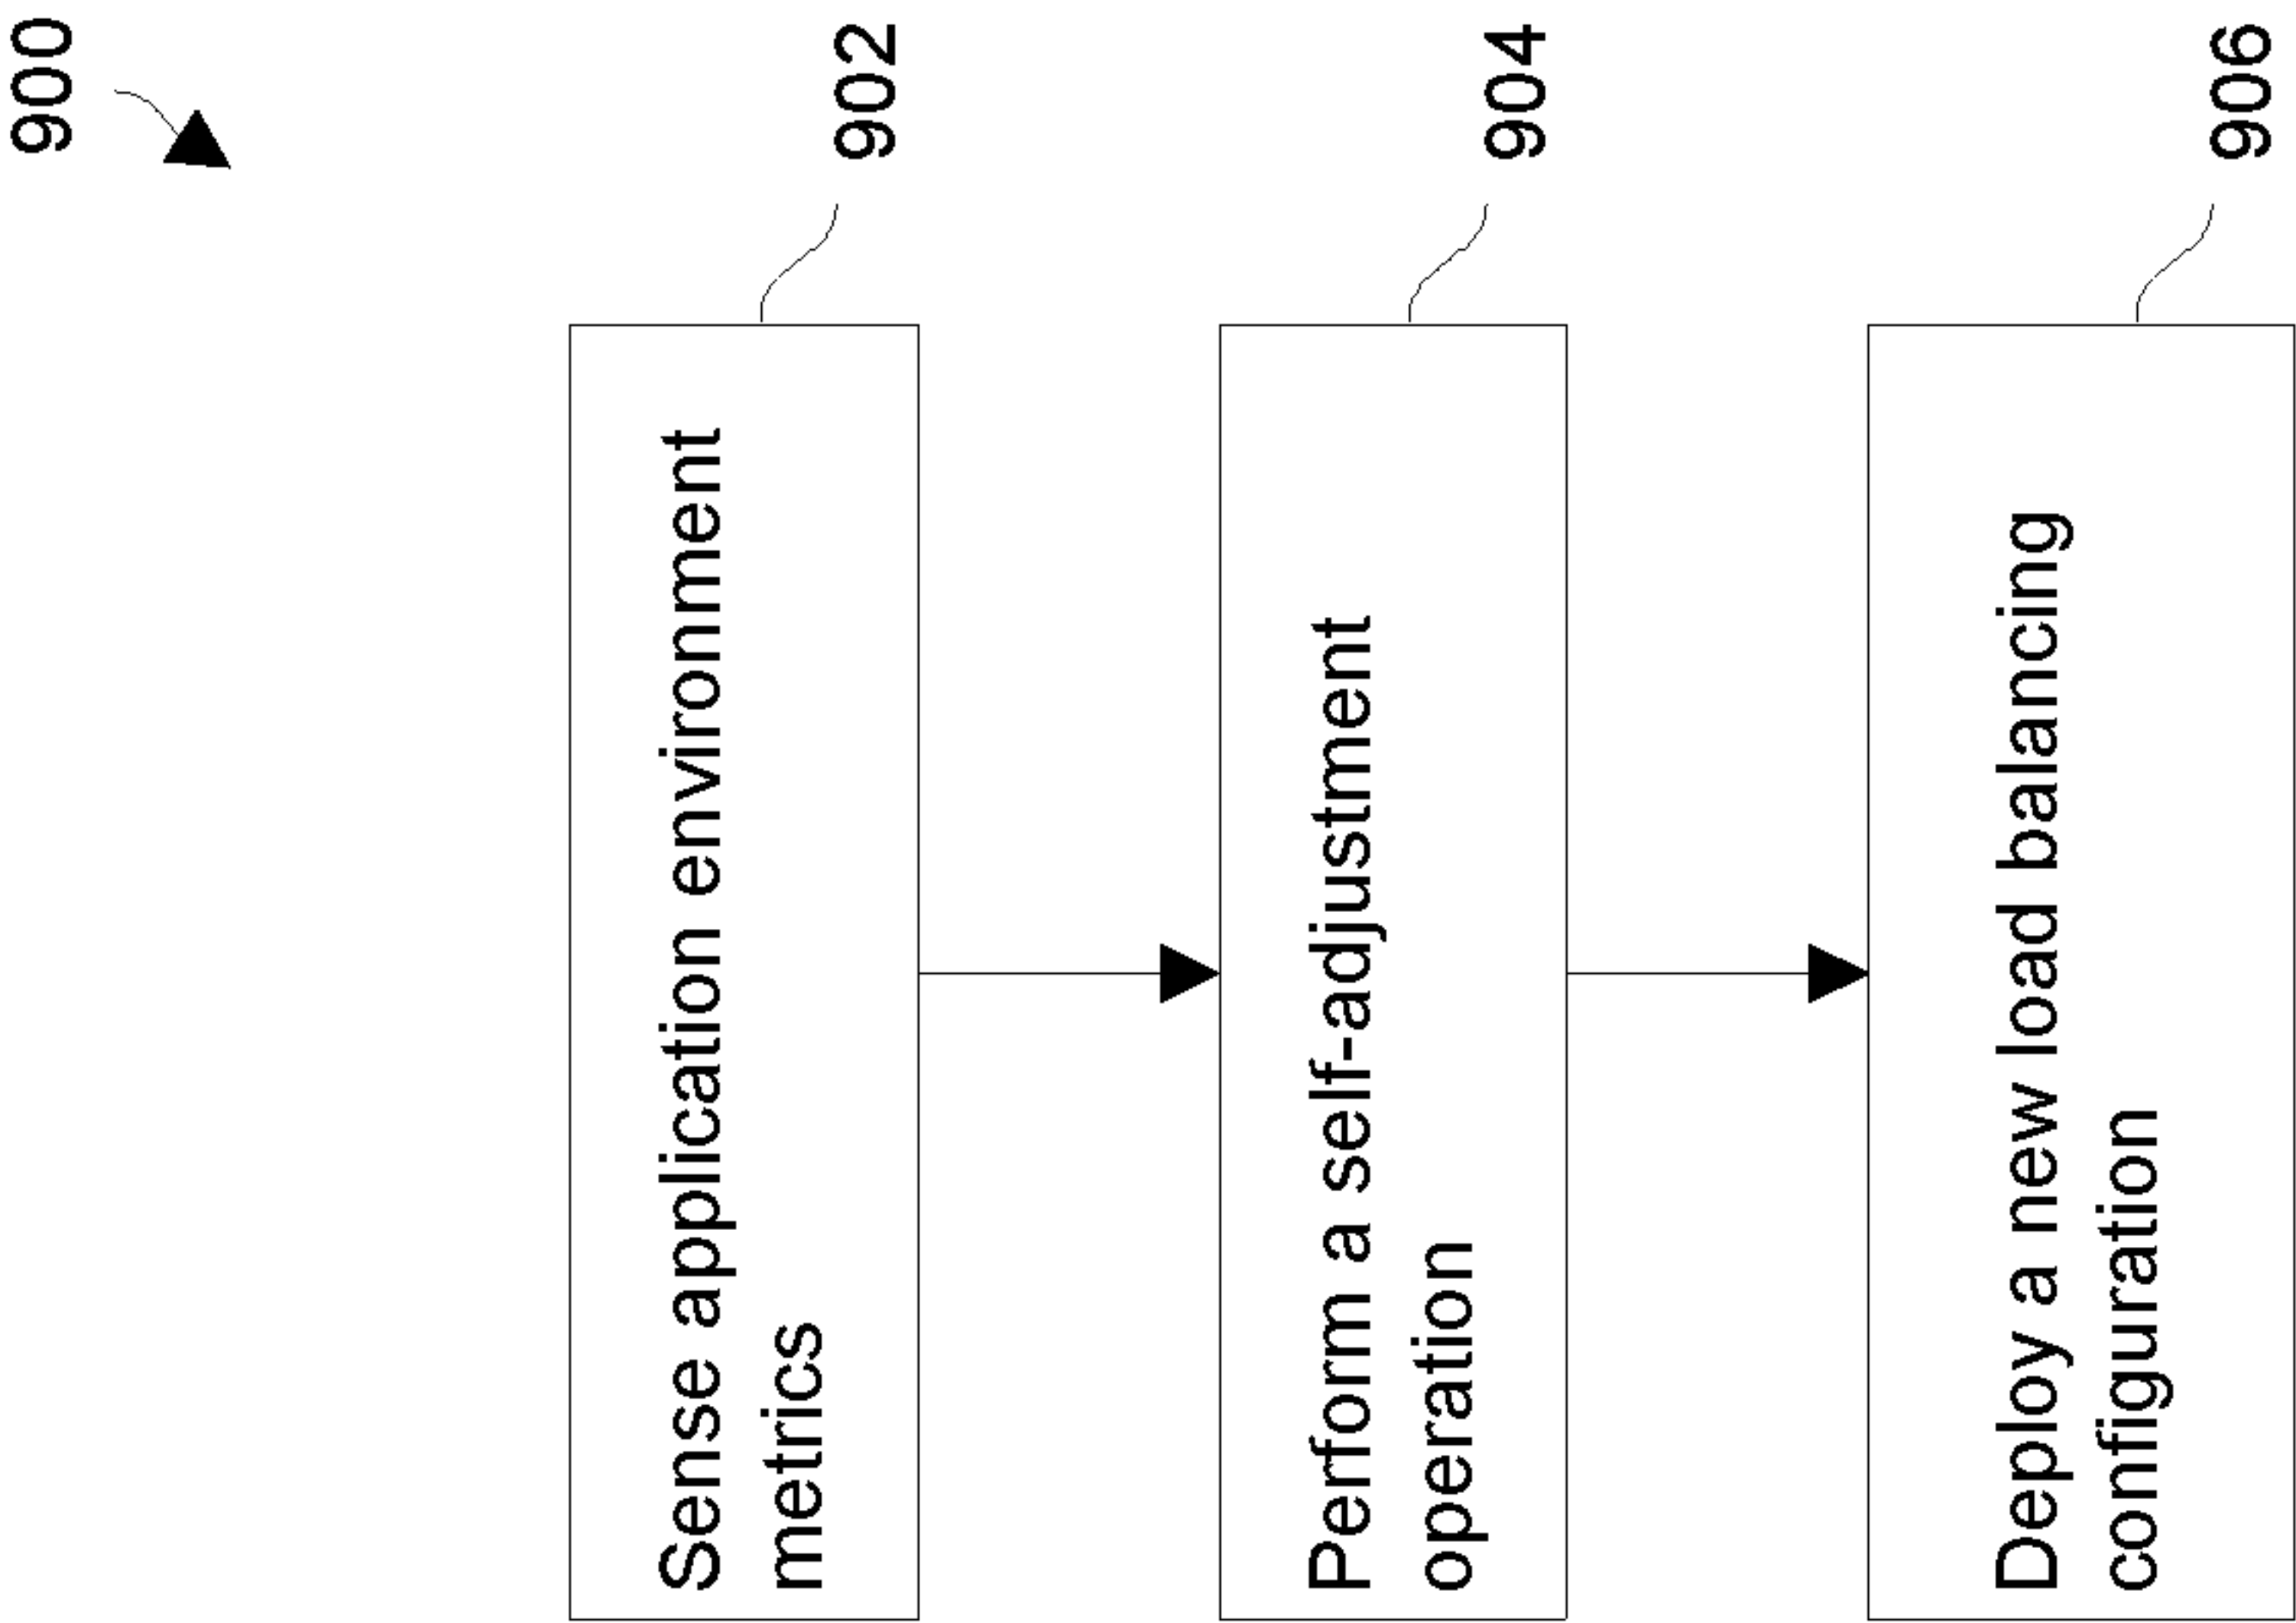 900
Sense application environment
metrics
902
Perform a self-adjustment
operation
904
Deploy a new load balancing
configuration
906